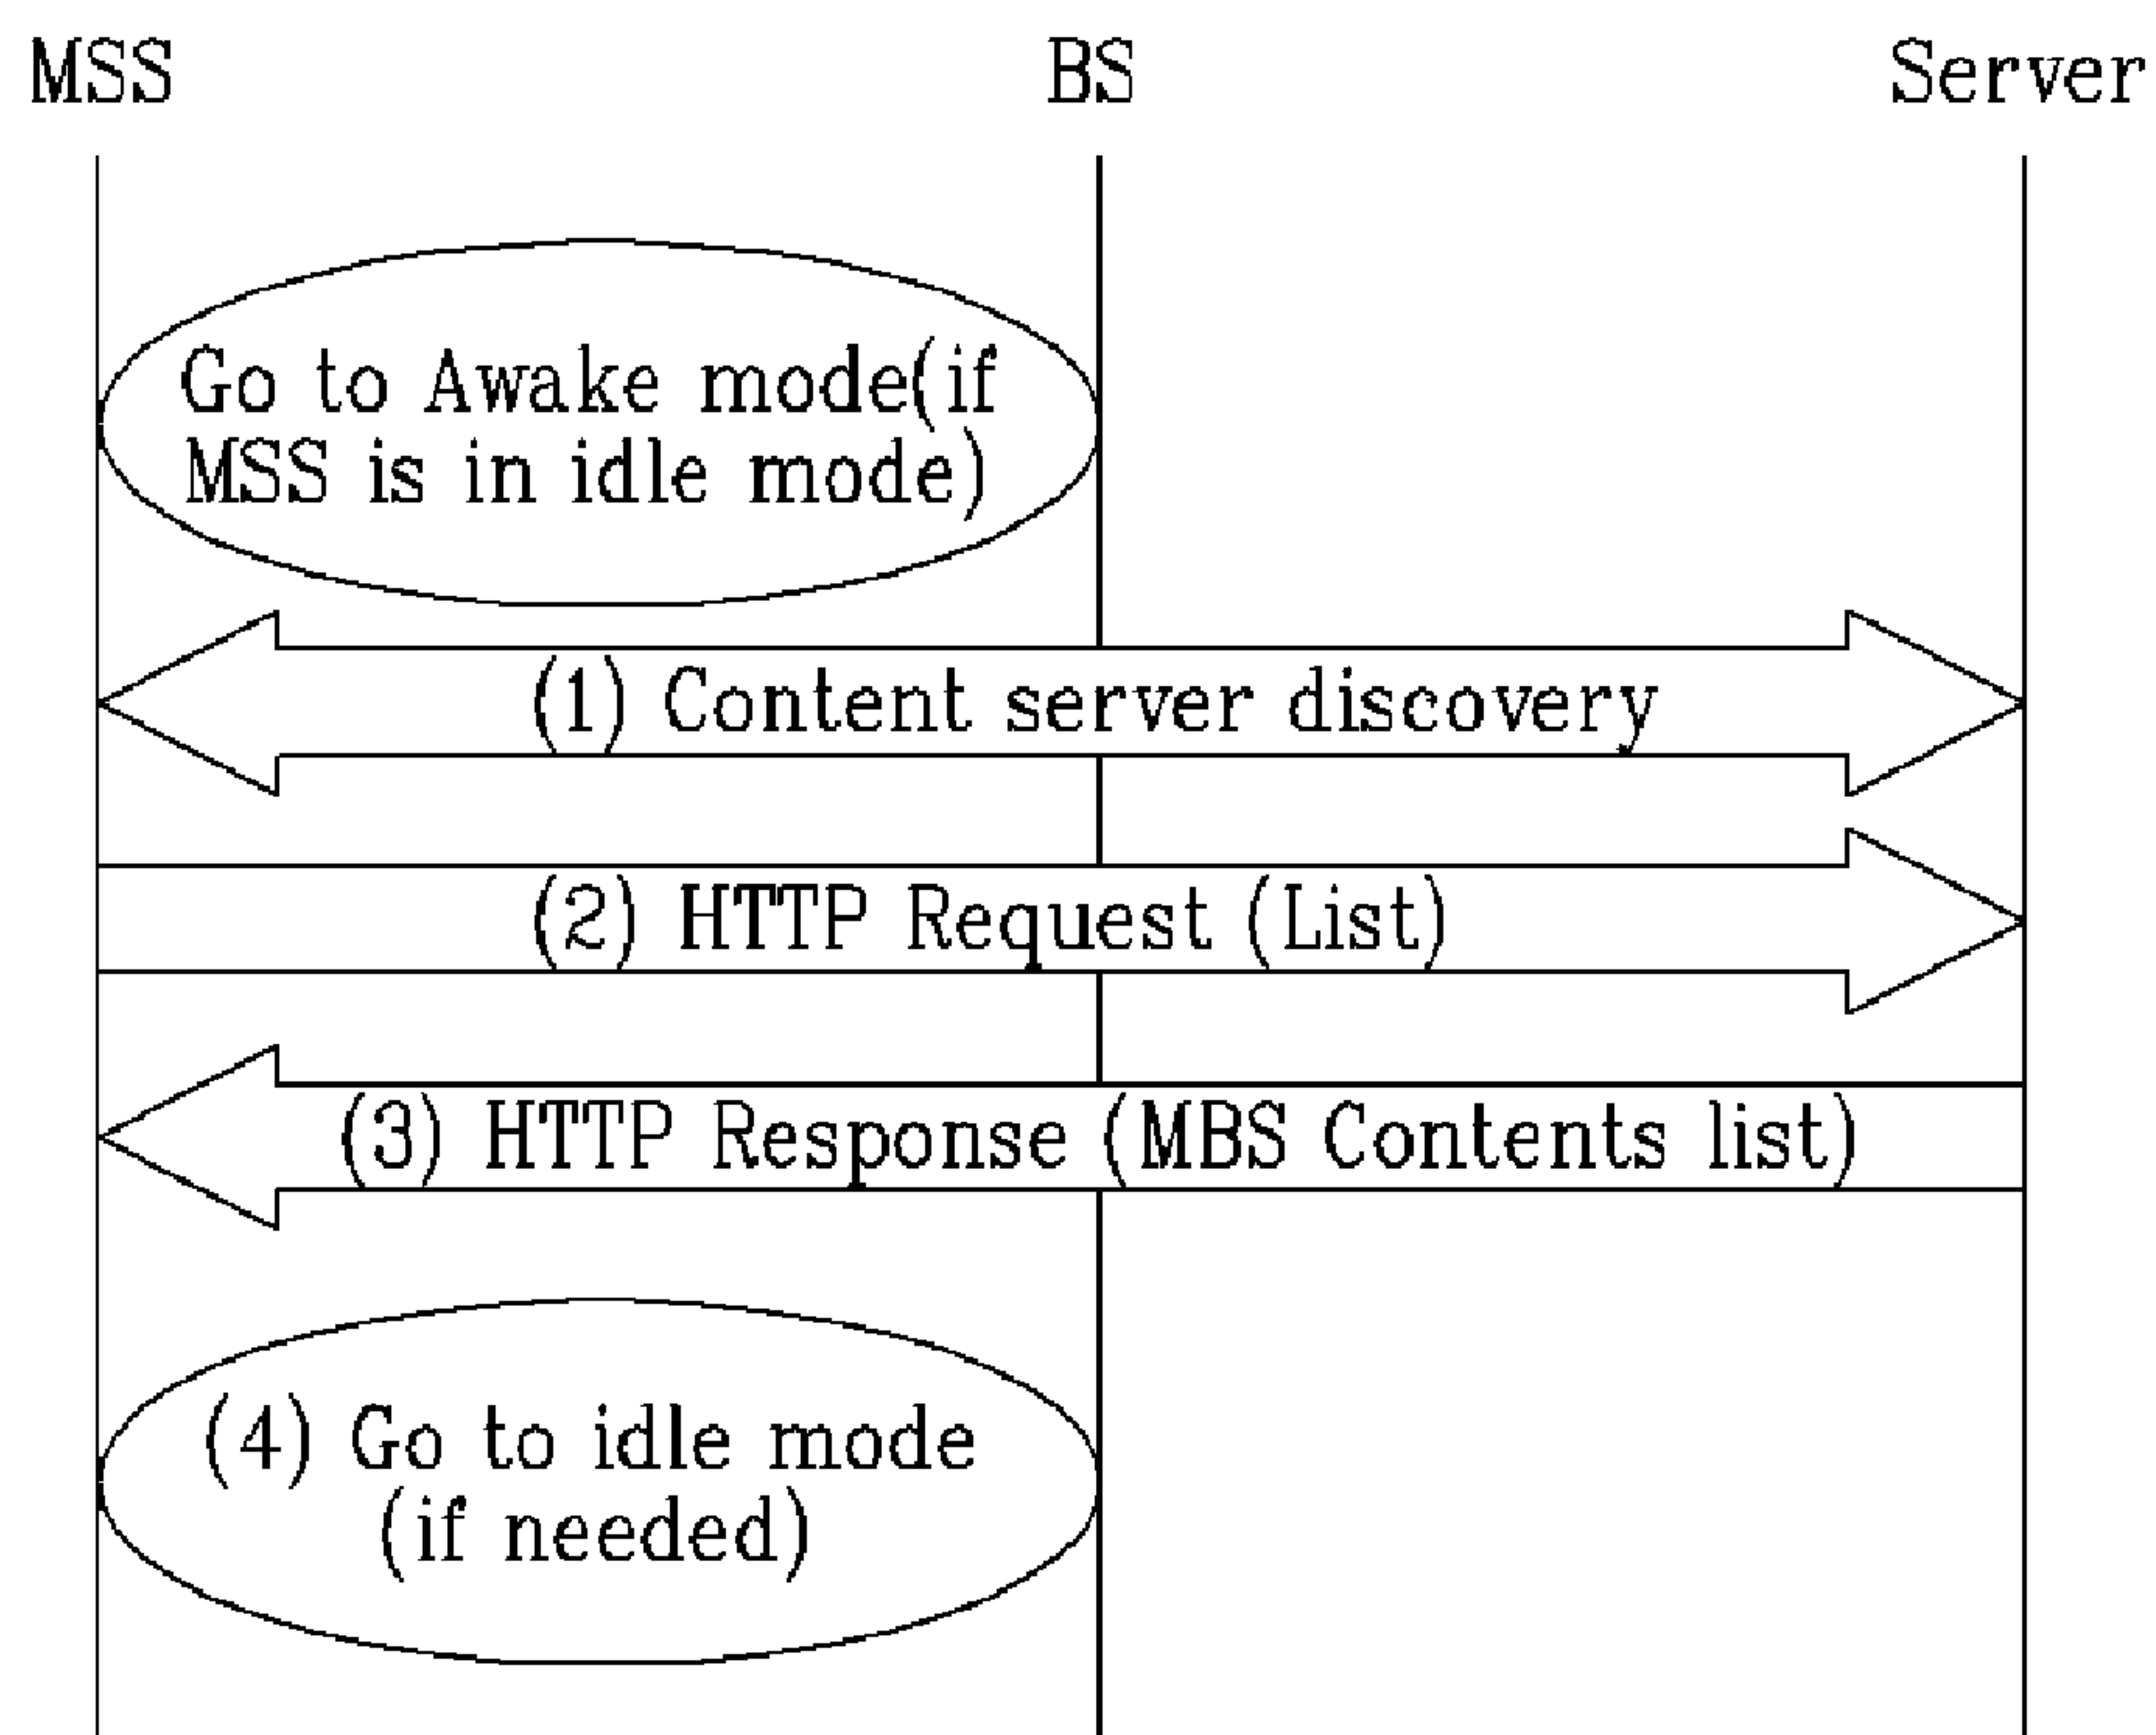 MSS BS Server
Go to Awake mode(if
MSS is in idle mode)
(1) Content server discovery
(2) HTTP Request (List)
(3) HTTP Response (MBS Contents list)
(4) Go to idle mode
(if needed)